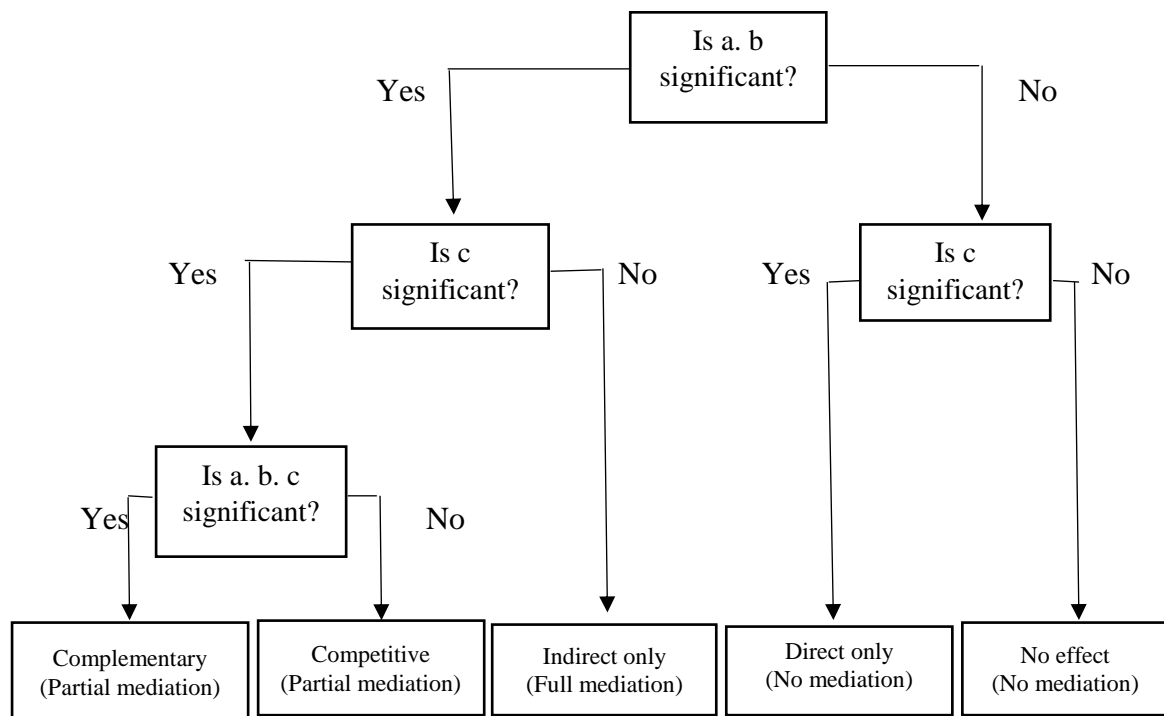 Is a. b
significant?
Yes
No
Is c
significant?
Yes
No
Is c
significant?
Yes
No
Is a. b. c
significant?
Yes
No
Complementary
(Partial mediation)
Competitive
(Partial mediation)
Indirect only
(Full mediation)
Direct only
(No mediation)
No effect
(No mediation)